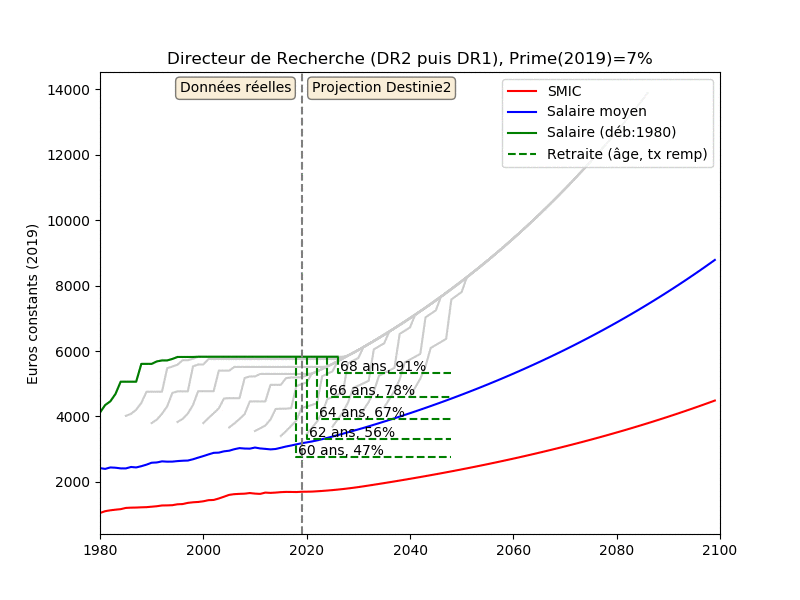 Directeur de Recherche (DR2 puis DR1), Prime(2019)=7%
Données réelles
Projection Destinie2
SMIC
Salaire moyen
Salaire (déb:1980)
Retraite (âge, tx remp)
Euros constants (2019)
14000
12000
10000
8000
6000
4000
2000
68 ans, 91%
66 ans, 78%
64 ans, 67%
62 ans, 56%
60 ans, 47%
1980
2000
2020
2040
2060
2080
2100